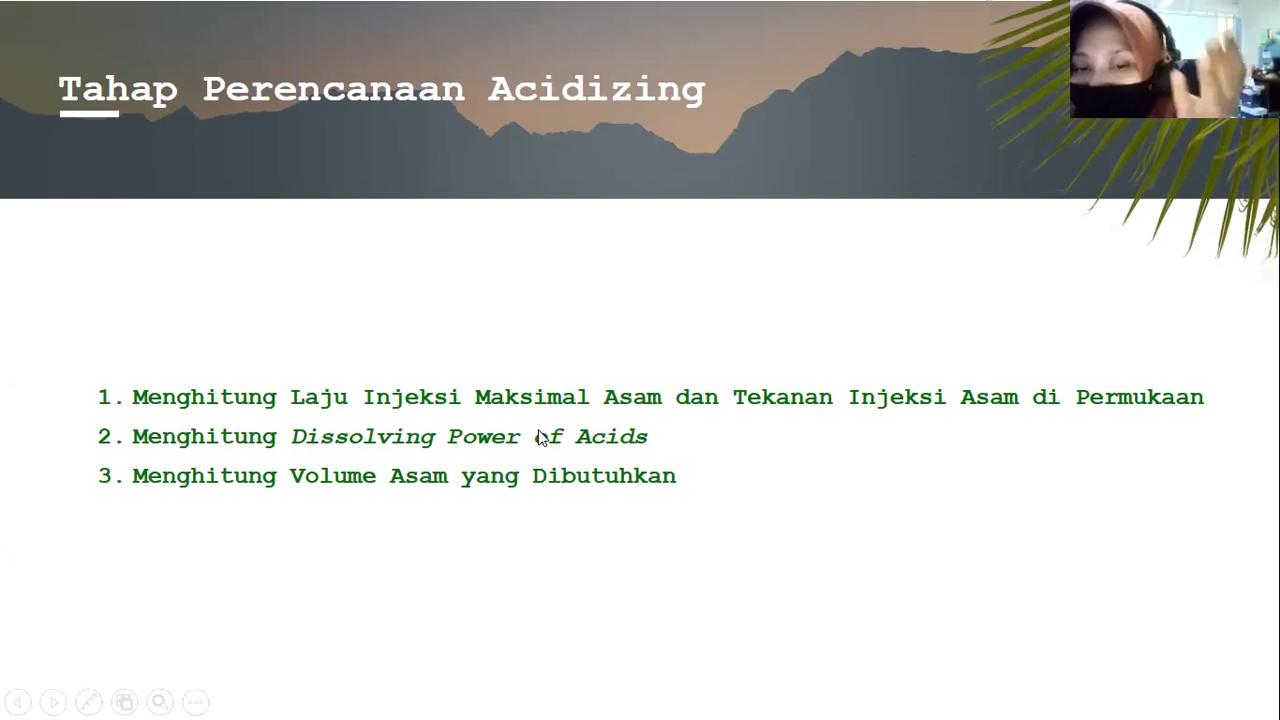 Tahap Perencanaan Acidizing
1. Menghitung Laju Injeksi Maksimal Asam dan Tekanan Injeksi Asam di Permukaan
2. Menghitung Dissolving Power of Acids
3. Menghitung Volume Asam yang Dibutuhkan